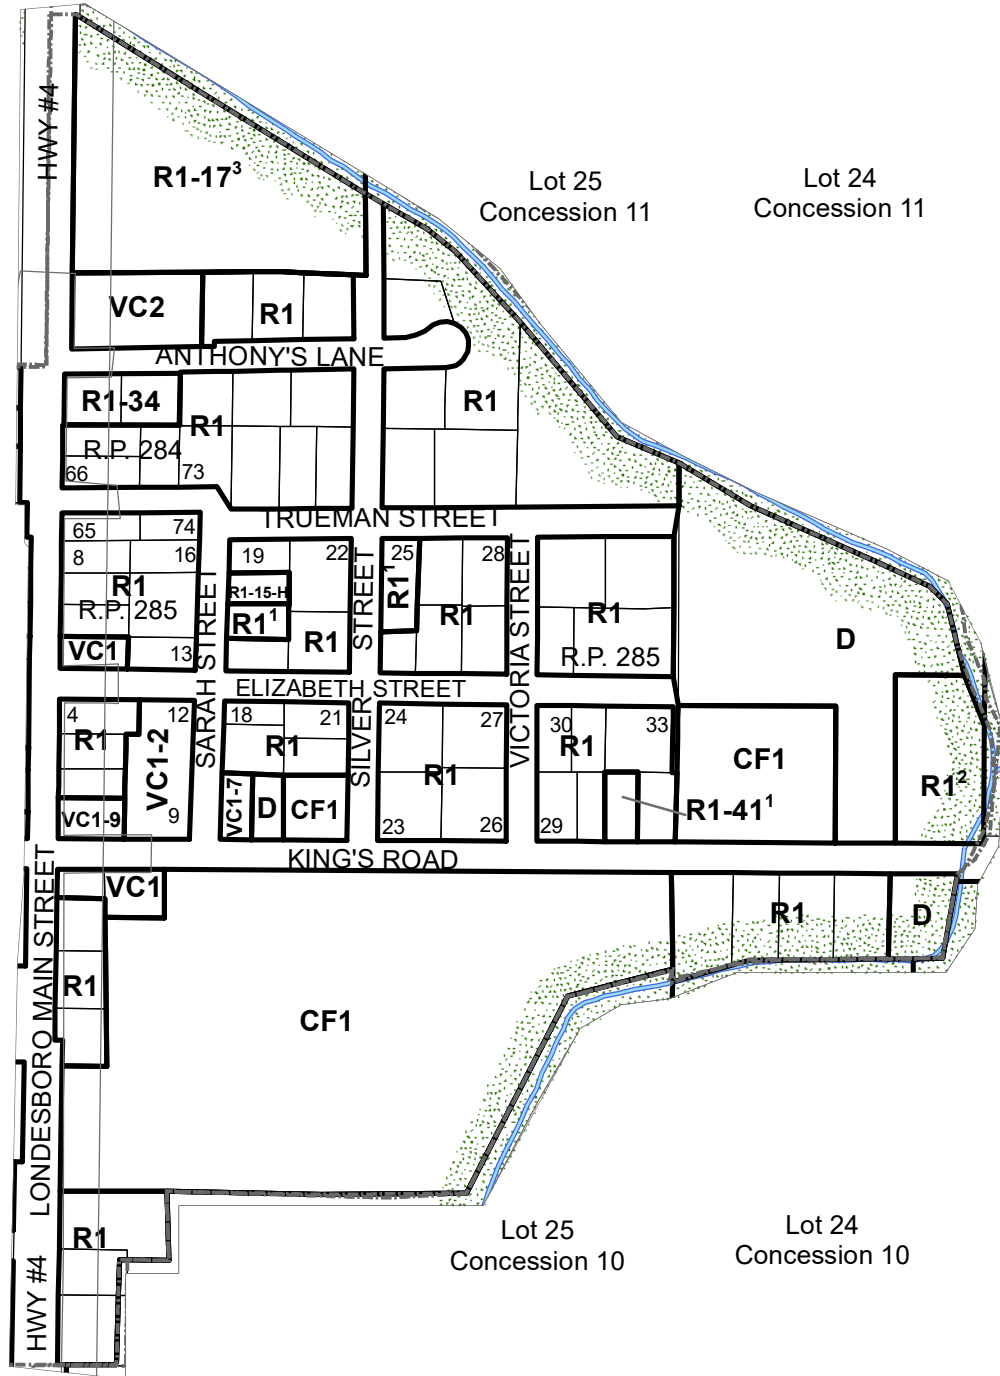 HWY #4
R1-17³
Lot 25
Concession 11
Lot 24
Concession 11
VC2
R1
ANTHONY'S LANE
R1-34
R1
R1
R.P. 284
66
73
TRUEMAN STREET
65
74
8
16
R1
R.P. 285
VC1
13
SARAH STREET
19
22
R1-15-H
R1¹
R1
SILVER STREET
25
28
R1¹
R1
VICTORIA STREET
R1
R.P. 285
D
ELIZABETH STREET
4
12
R1
VC1-2
VC1-9
9
18
21
R1
VC1-7
D
CF1
24
27
R1
23
26
30
33
R1
29
R1-41¹
CF1
R1²
KING'S ROAD
VC1
R1
D
R1
CF1
LONDESBORO MAIN STREET
R1
HWY #4
Lot 25
Concession 10
Lot 24
Concession 10